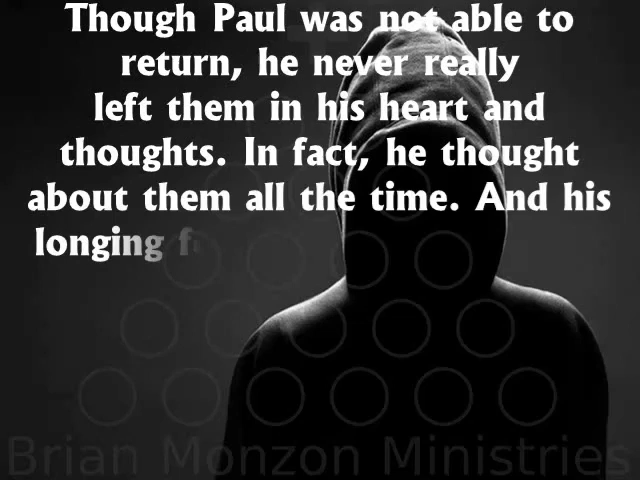 Though Paul was not able to
return, he never really
left them in his heart and
thoughts. In fact, he thought
about them all the time. And his
longing
Brian Monzon Ministries